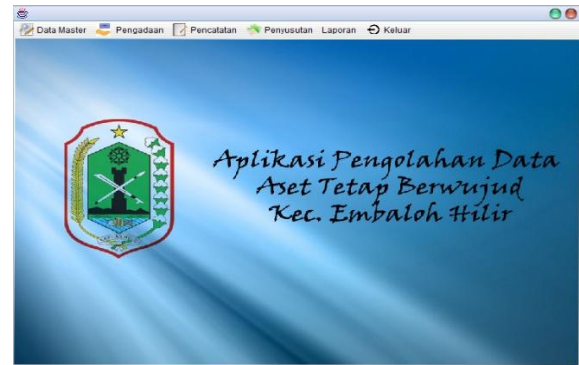 Data Master Pengadaan Pencatatan Penyusutan Laporan Keluar
Aplikasi Pengolahan Data
Aset Tetap Berwujud
Kec. Embaloh Hilir